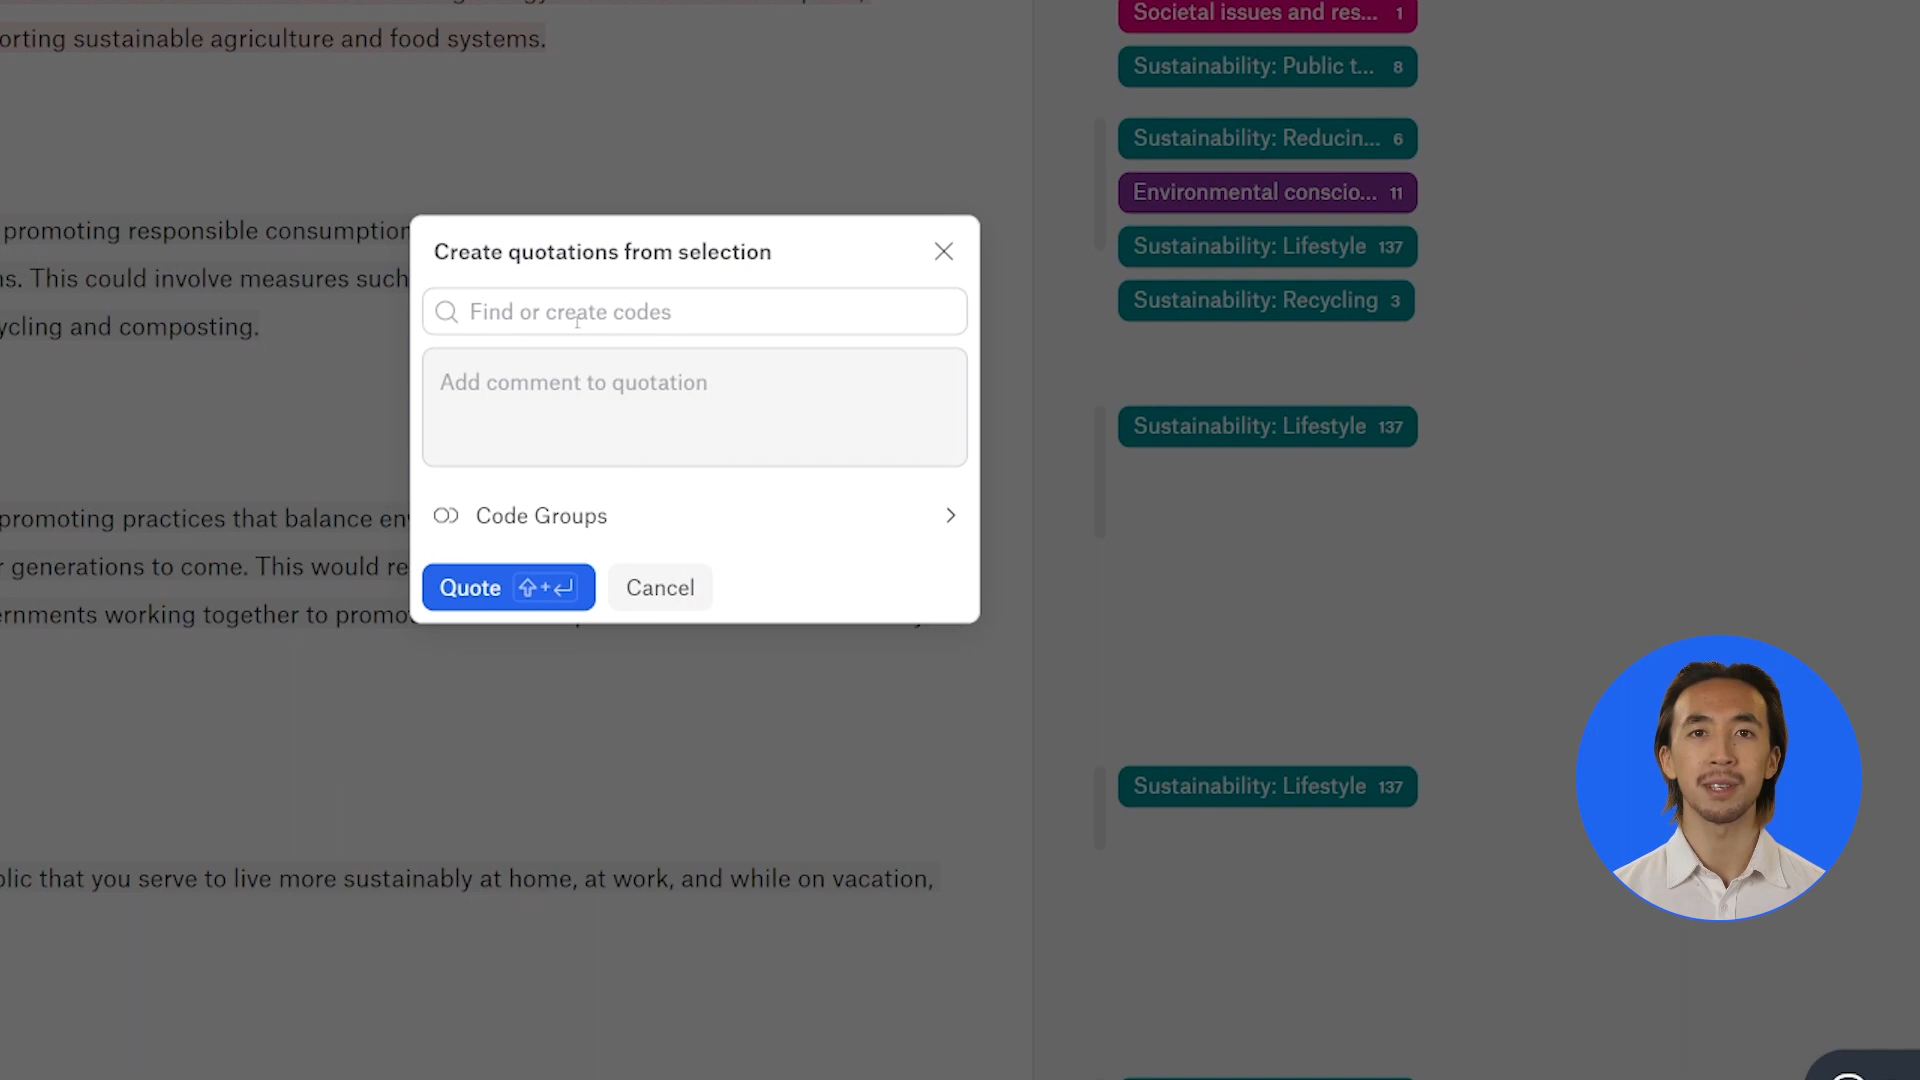 orting sustainable agriculture and food systems.
Societal issues and res... 1
Sustainability: Public t... 8
Sustainability: Reducin... 6
Environmental conscio... 11
promoting responsible consumption
Sustainability: Lifestyle 137
Create quotations from selection
ns. This could involve measures such
Sustainability: Recycling 3
Find or create codes
ycling and composting.
Add comment to quotation
Sustainability: Lifestyle 137
Code Groups
promoting practices that balance en
r generations to come. This would re
Quote
Cancel
ernments working together to promo
Sustainability: Lifestyle 137
blic that you serve to live more sustainably at home, at work, and while on vacation,